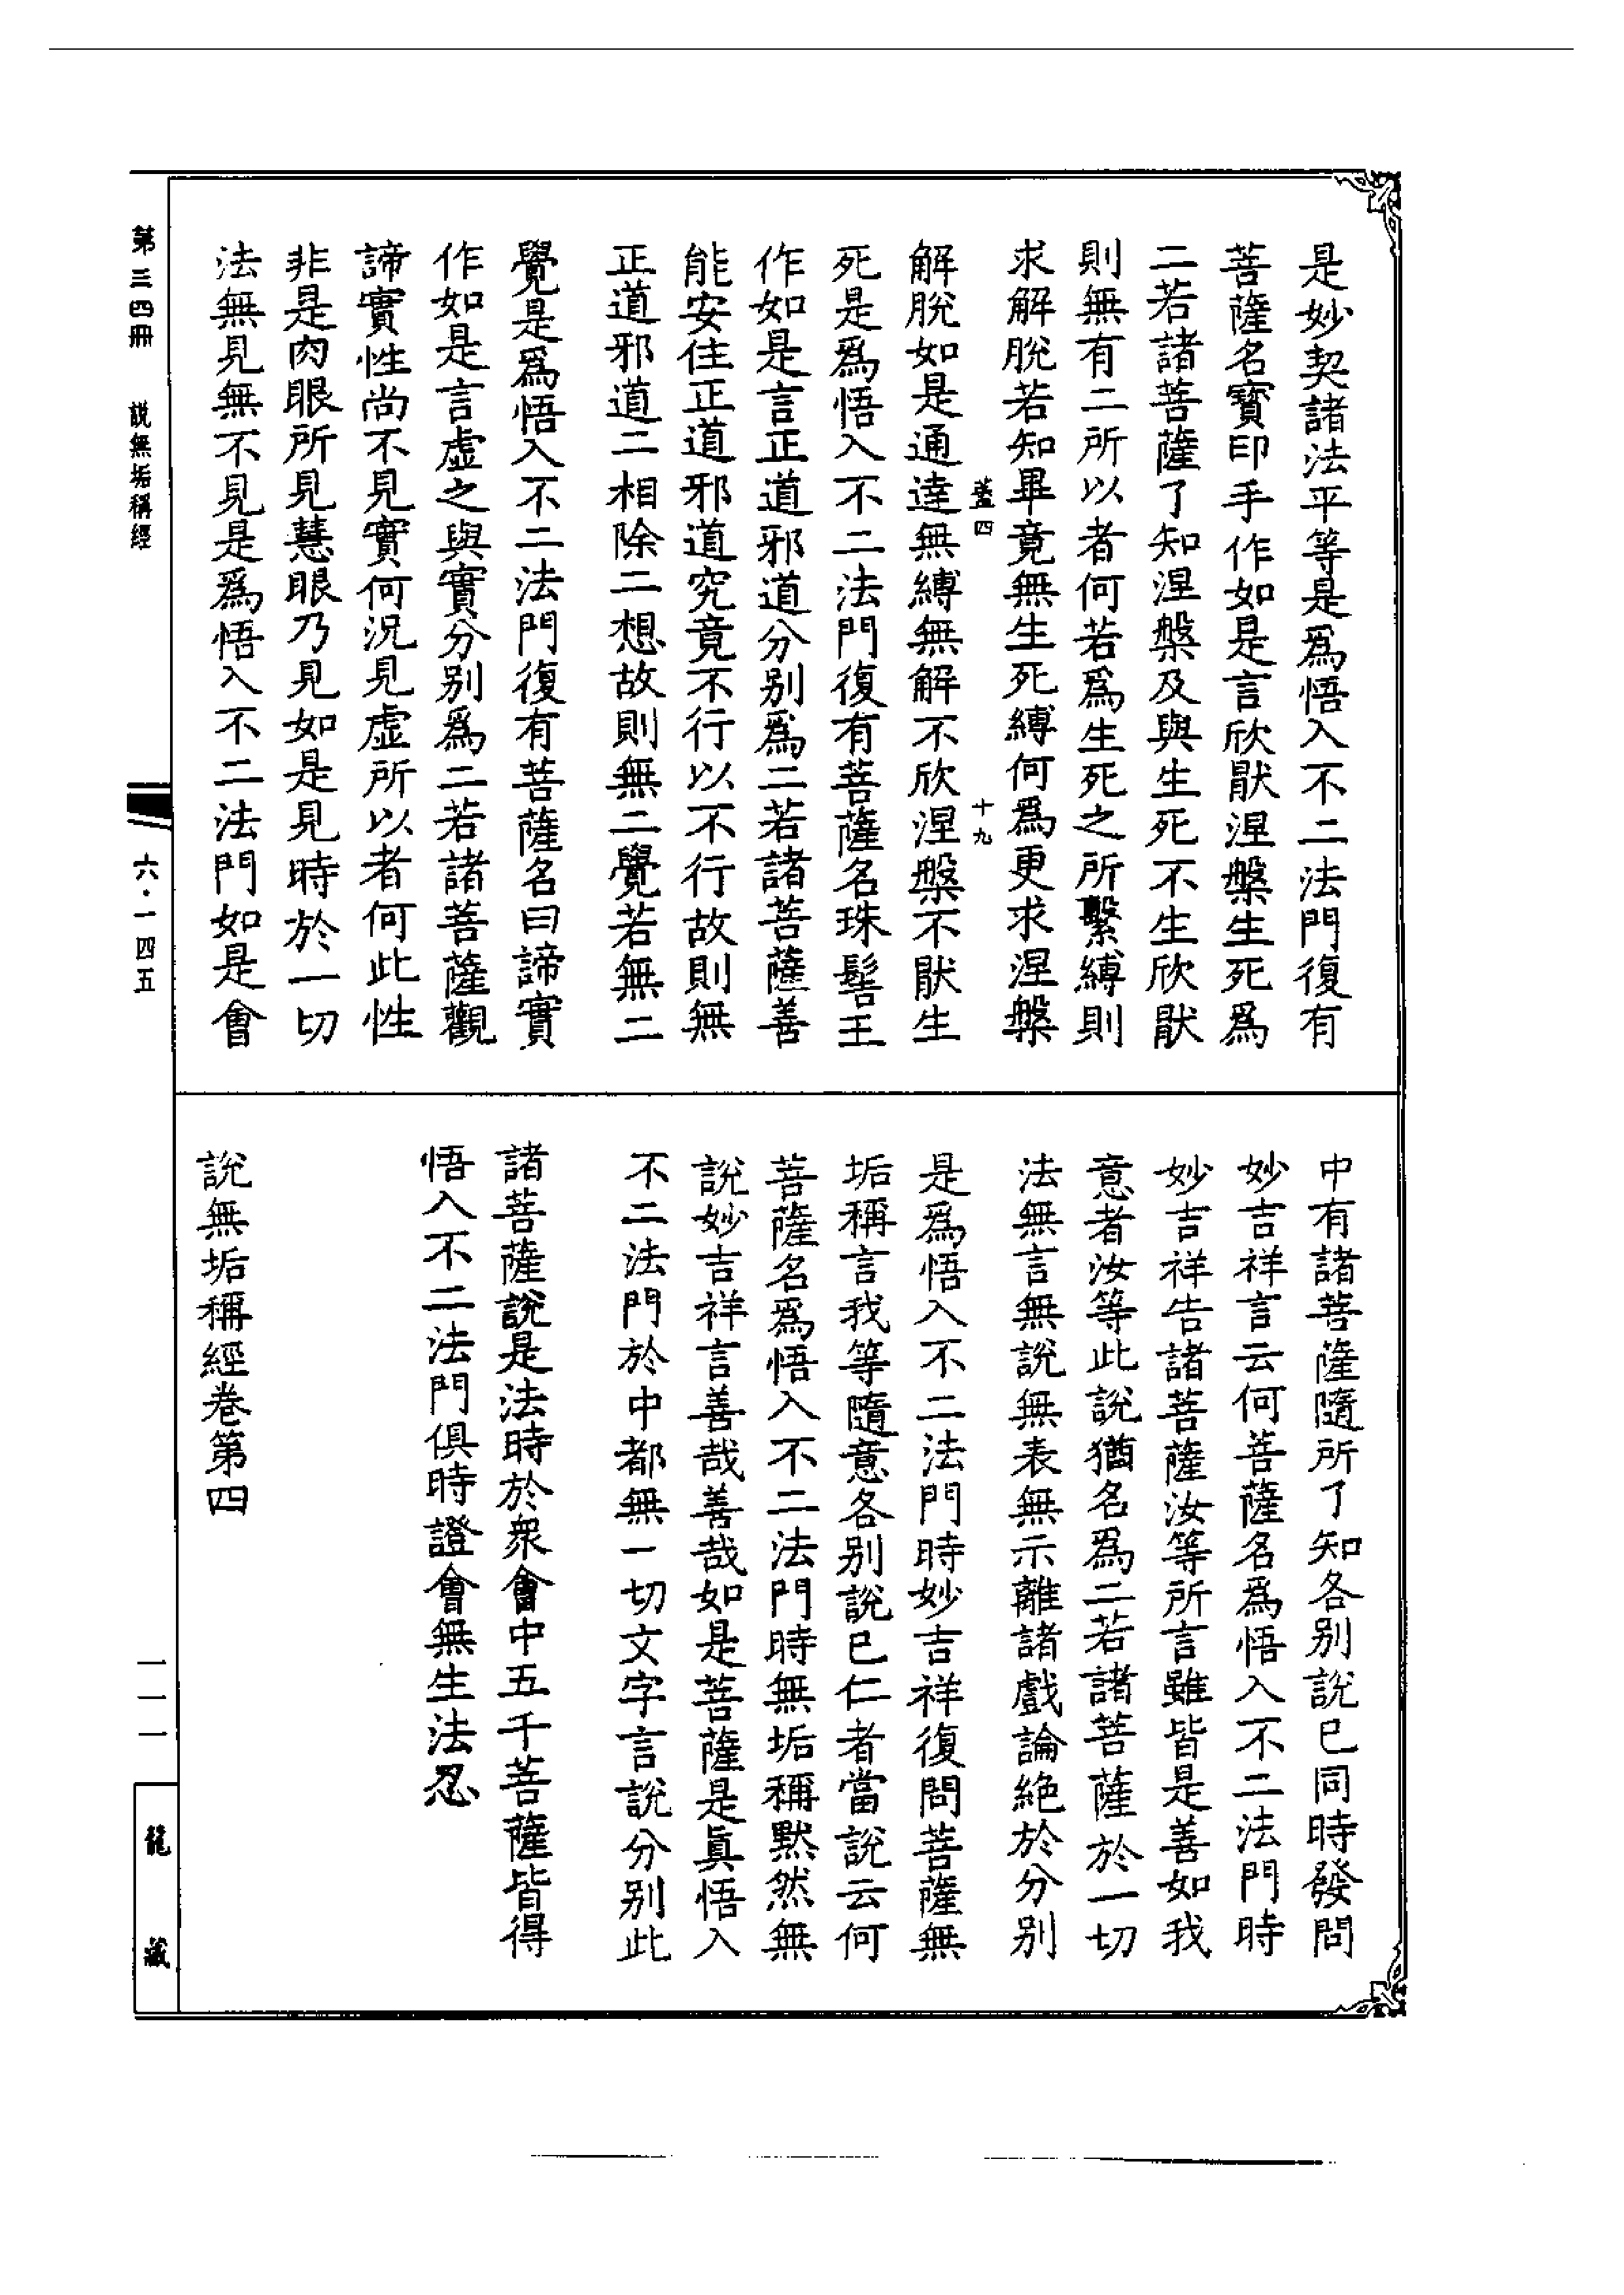 是妙契諸法平等是爲悟入不二法門復有
菩薩名寶印手作如是言欣猒涅槃生死爲
二若諸菩薩了知涅槃及與生死不生欣猒
則無有二所以者何若爲生死之所繫縛則
求解脫若知畢竟無生死縛何爲更求涅槃
蓋四 十九
解脫如是通達無縛無解不欣涅槃不猒生
死是爲悟入不二法門復有菩薩名珠髻王
作如是言正道邪道分別爲二若諸菩薩善
能安住正道邪道究竟不行以不行故則無
正道邪道二相除二想故則無二覺若無二
覺是爲悟入不二法門復有菩薩名曰諦實
作如是言虛之與實分別爲二若諸菩薩觀
諦實性尚不見實何況見虛所以者何此性
非是肉眼所見慧眼乃見如是見時於一切
法無見無不見是爲悟入不二法門如是會
中有諸菩薩隨所了知各別說已同時發問
妙吉祥言云何菩薩名爲悟入不二法門時
妙吉祥告諸菩薩汝等所言雖皆是善如我
意者汝等此說猶名爲二若諸菩薩於一切
法無言無說無表無示離諸戲論絕於分別
是爲悟入不二法門時妙吉祥復問菩薩無
垢稱言我等隨意各別說已仁者當說云何
菩薩名爲悟入不二法門時無垢稱默然無
說妙吉祥言善哉善哉如是菩薩是眞悟入
不二法門於中都無一切文字言說分別此
諸菩薩說是法時於衆會中五千菩薩皆得
悟入不二法門俱時證會無生法忍
說無垢稱經卷第四
第三四冊 說無垢稱經
六·一四五
一一一
龍藏